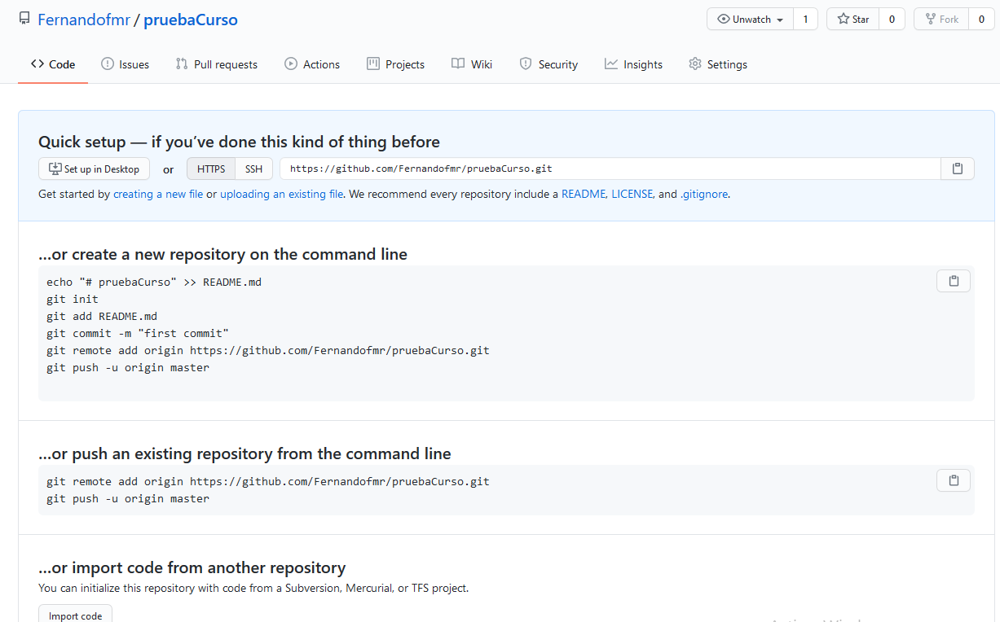 Fernandofmr / pruebaCurso
Unwatch 1 Star 0 Fork 0
Code Issues Pull requests Actions Projects Wiki Security Insights Settings
Quick setup — if you’ve done this kind of thing before
Set up in Desktop or HTTPS SSH https://github.com/Fernandofmr/pruebaCurso.git
Get started by creating a new file or uploading an existing file. We recommend every repository include a README, LICENSE, and .gitignore.
…or create a new repository on the command line
echo "# pruebaCurso" >> README.md
git init
git add README.md
git commit -m "first commit"
git remote add origin https://github.com/Fernandofmr/pruebaCurso.git
git push -u origin master
…or push an existing repository from the command line
git remote add origin https://github.com/Fernandofmr/pruebaCurso.git
git push -u origin master
…or import code from another repository
You can initialize this repository with code from a Subversion, Mercurial, or TFS project.
Import code